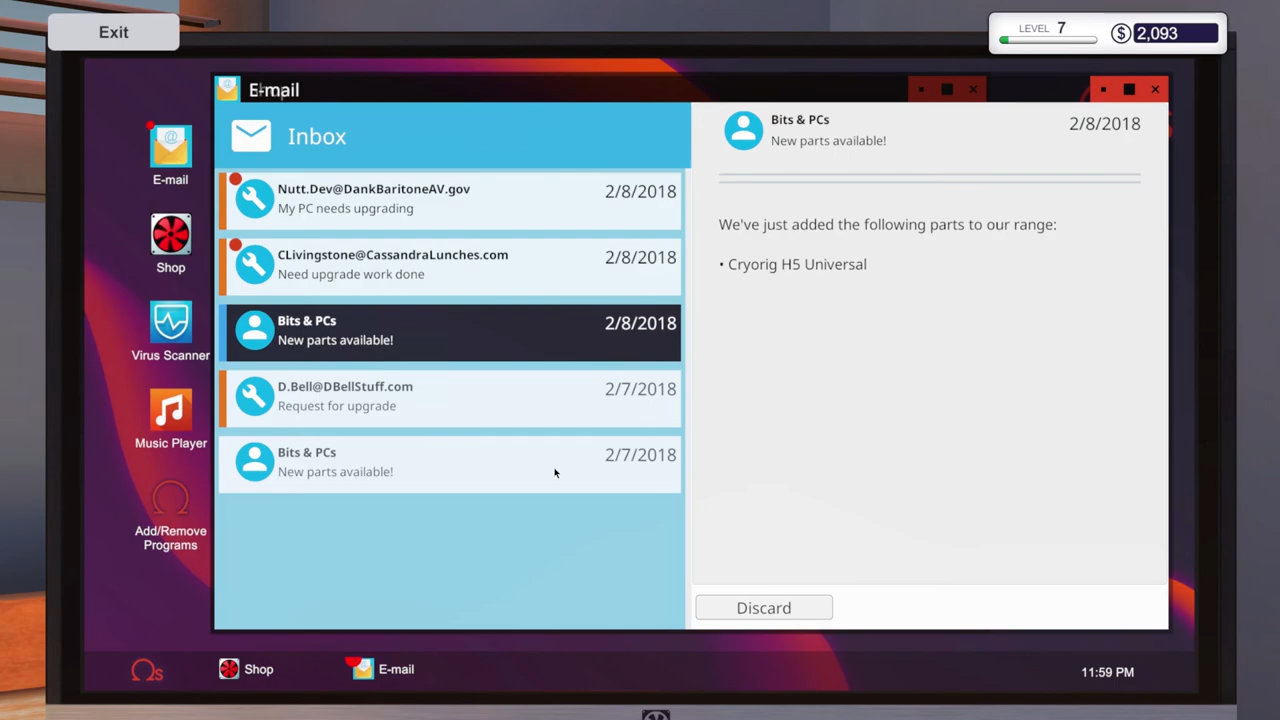 Exit
LEVEL 7
$ 2,093
E-mail
Inbox
Nutt.Dev@DankBaritoneAV.gov
2/8/2018
My PC needs upgrading
CLivingstone@CassandraLunches.com
2/8/2018
Need upgrade work done
Bits & PCs
2/8/2018
New parts available!
D.Bell@DBellStuff.com
2/7/2018
Request for upgrade
Bits & PCs
2/7/2018
New parts available!
Bits & PCs
2/8/2018
New parts available!
We've just added the following parts to our range:
• Cryorig H5 Universal
Discard
E-mail
Shop
Virus Scanner
Music Player
Add/Remove
Programs
Ωs
Shop
E-mail
11:59 PM